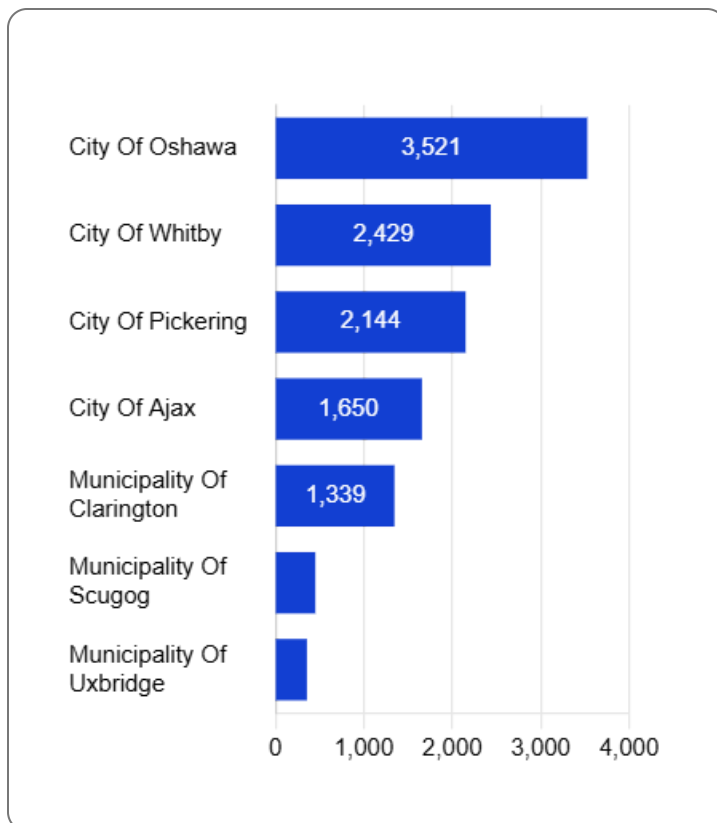 City Of Oshawa
3,521
City Of Whitby
2,429
City Of Pickering
2,144
City Of Ajax
1,650
Municipality Of
Clarington
1,339
Municipality Of
Scugog
Municipality Of
Uxbridge
0 1,000 2,000 3,000 4,000